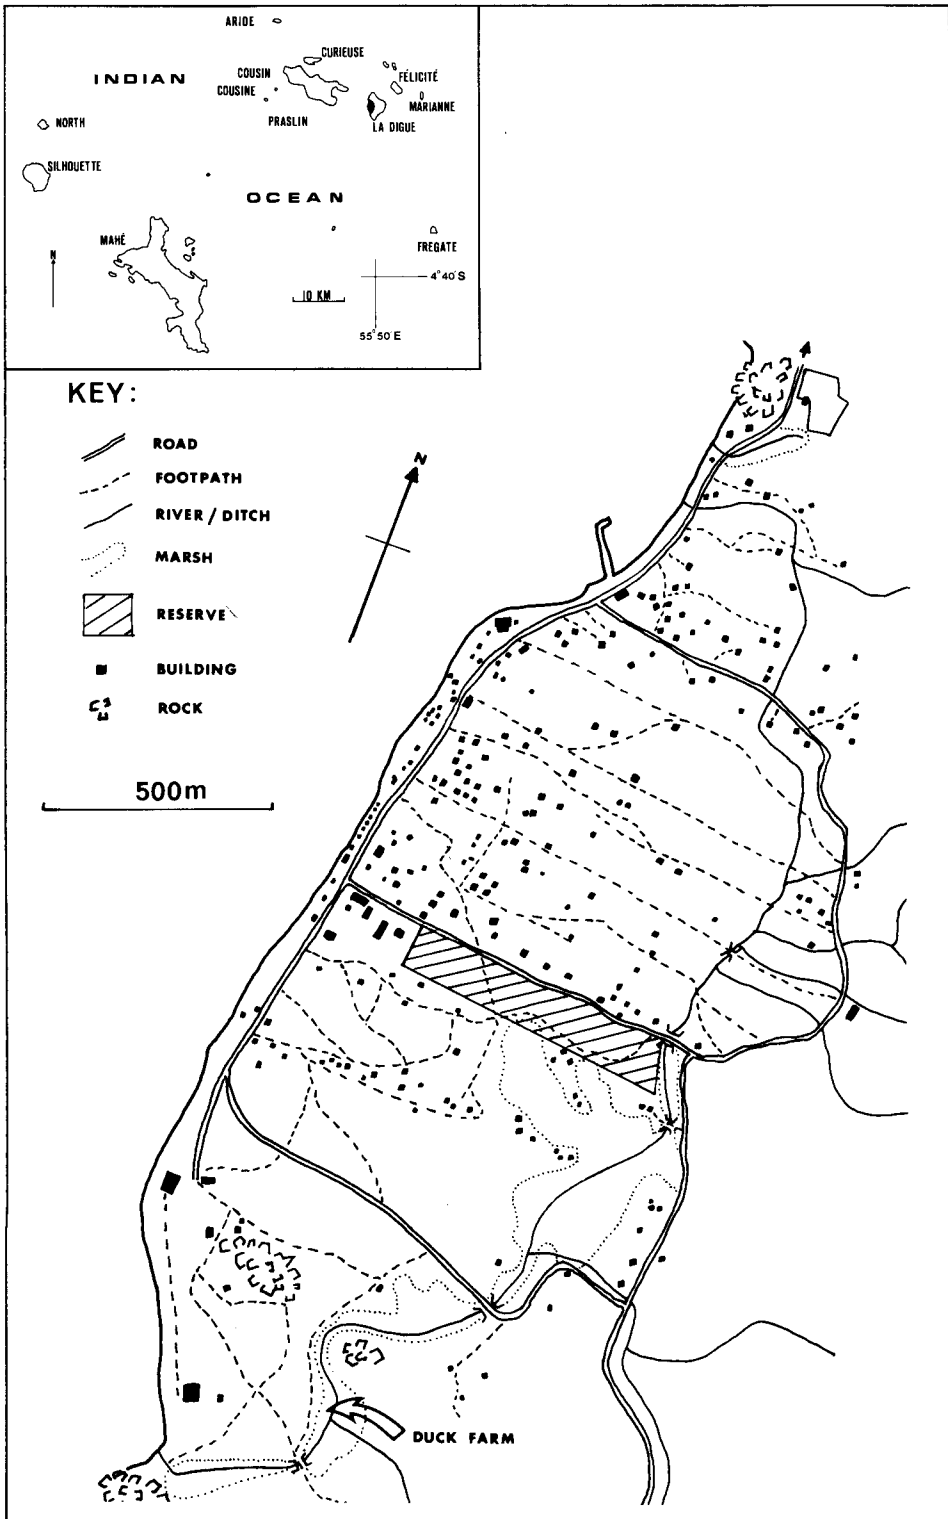 ARIDE
CURIEUSE
INDIAN
COUSIN
FÉLICITÉ
COUSINE
MARIANNE
PRASLIN
LA DIGUE
NORTH
SILHOUETTE
OCEAN
MAHÉ
FREGATE
N
4°40'S
10 KM
55°50'E
KEY:
ROAD
FOOTPATH
RIVER / DITCH
MARSH
RESERVE
BUILDING
ROCK
500m
N
DUCK FARM